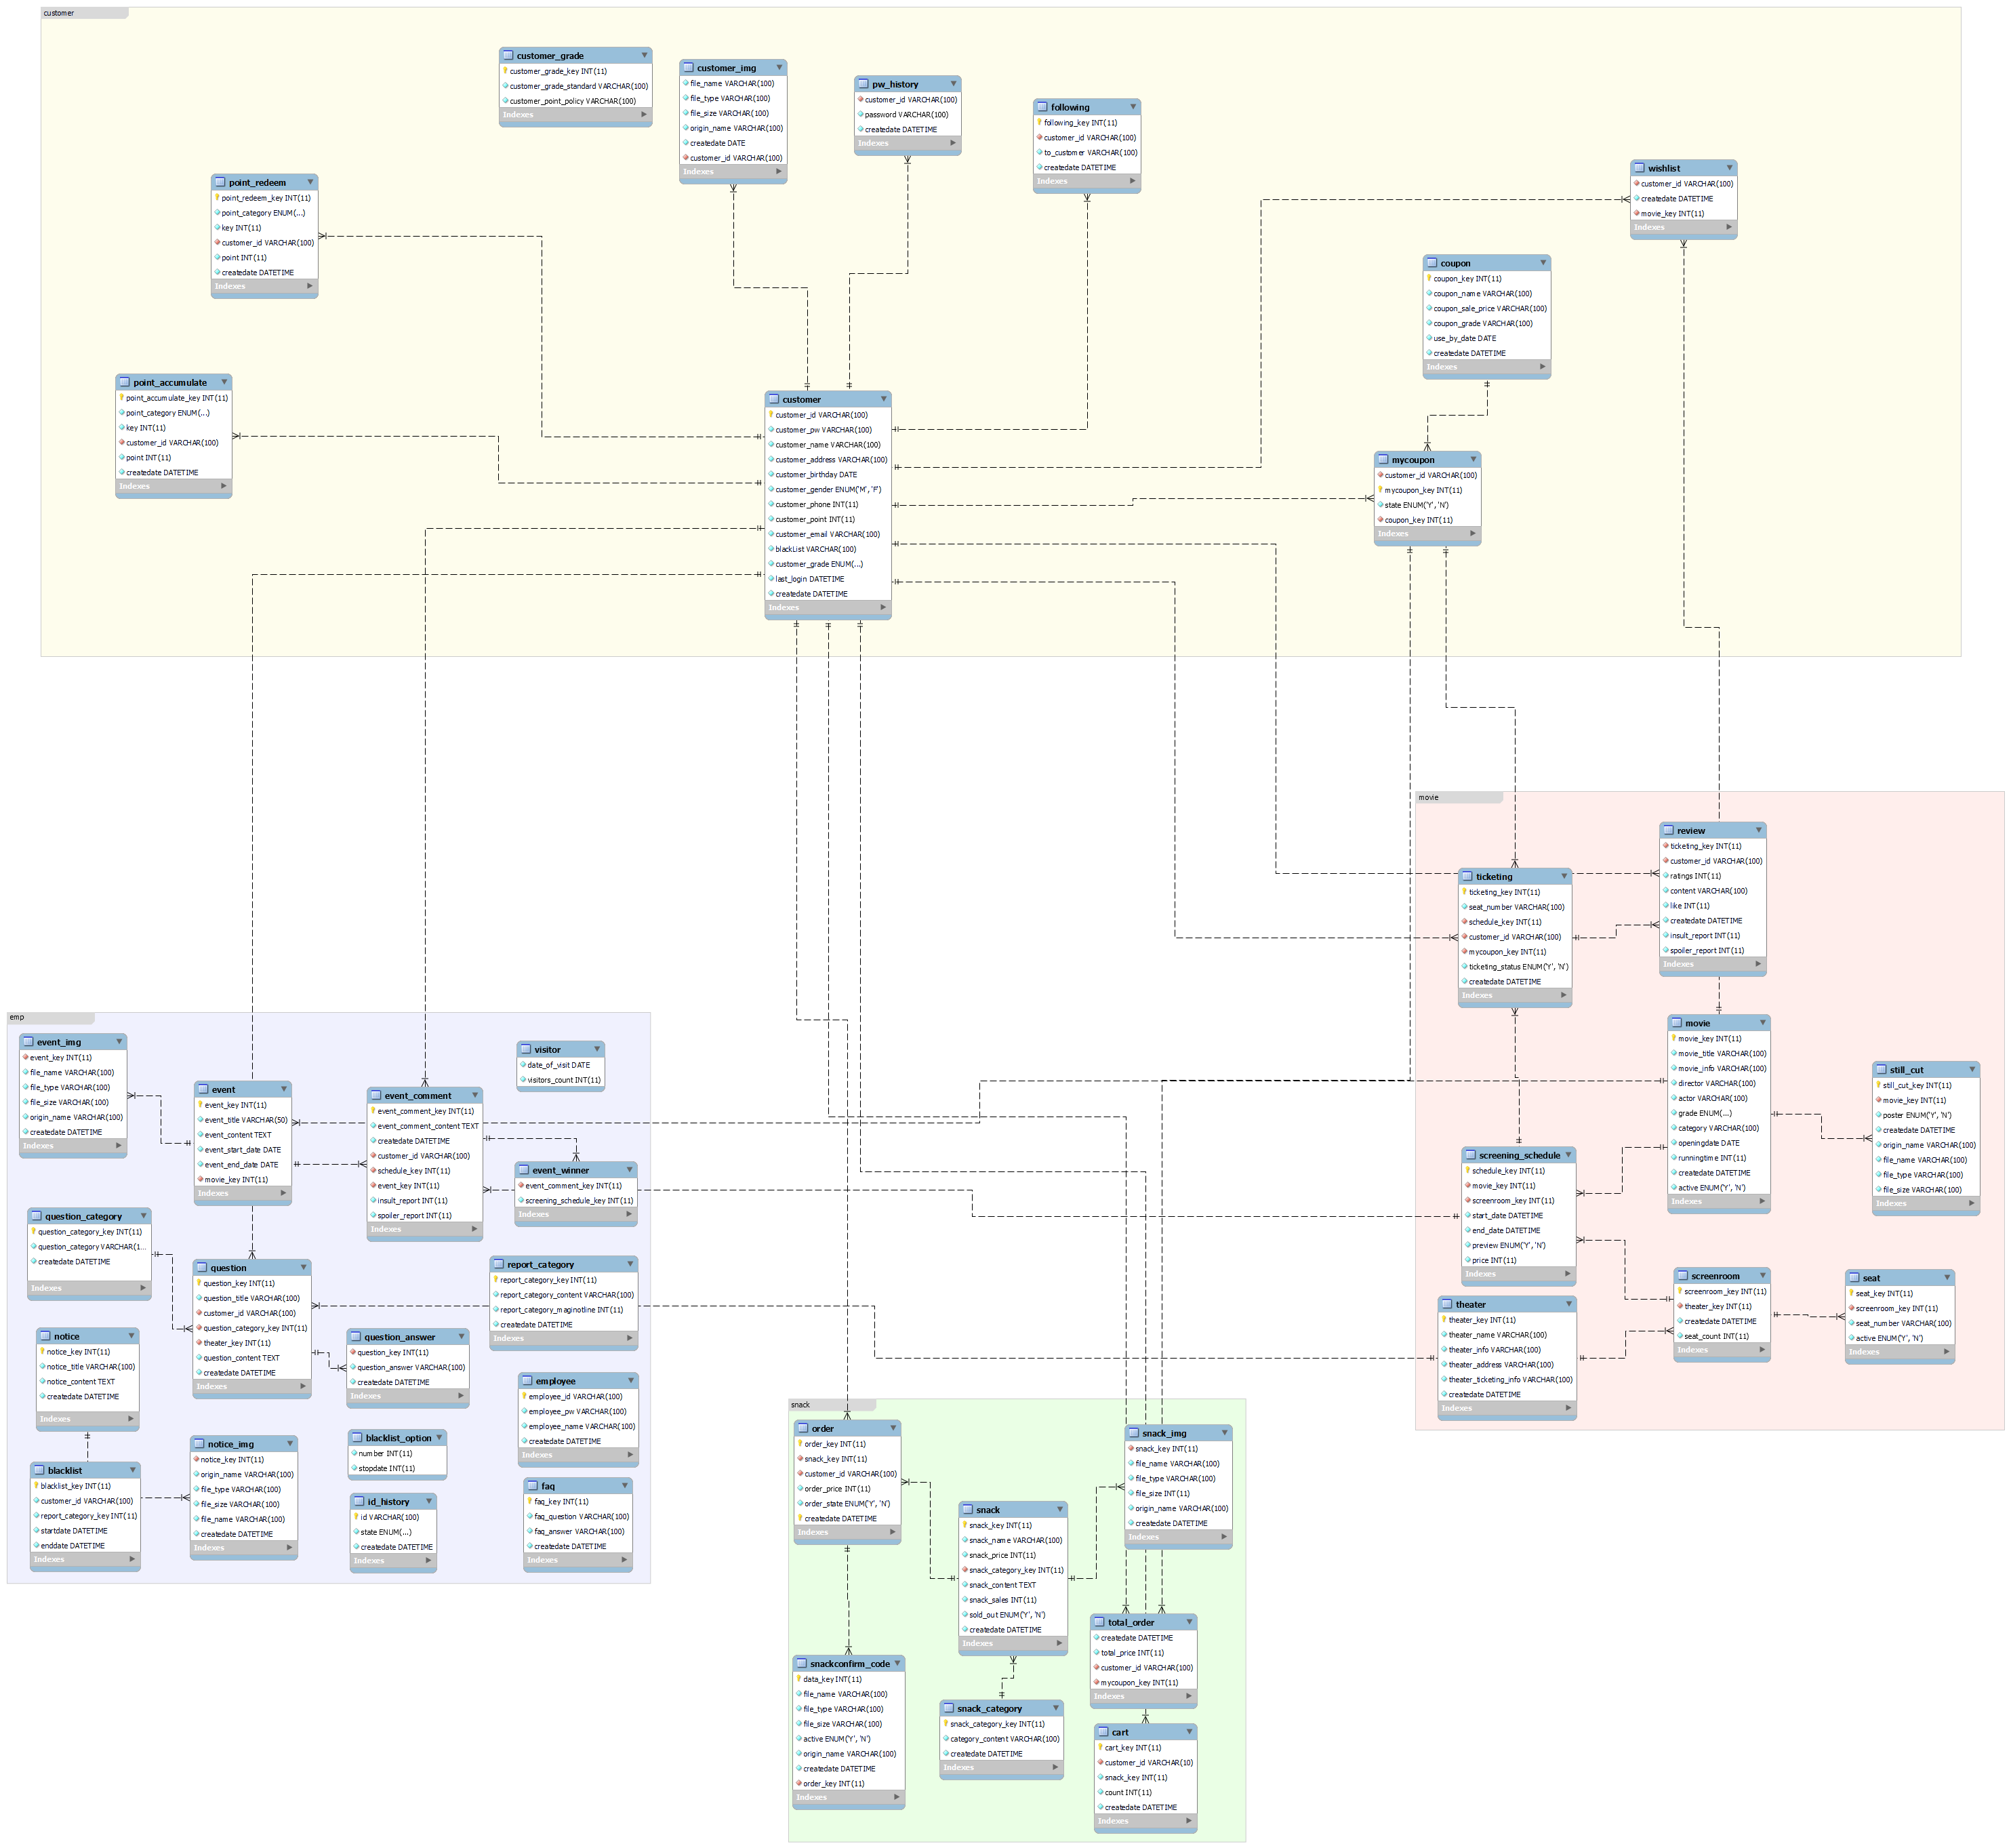 customer
customer_grade
customer_grade_key INT(11)
customer_grade_standard VARCHAR(100)
customer_point_policy VARCHAR(100)
Indexes
customer_img
file_name VARCHAR(100)
file_type VARCHAR(100)
file_size VARCHAR(100)
origin_name VARCHAR(100)
createdate DATE
customer_id VARCHAR(100)
Indexes
pw_history
customer_id VARCHAR(100)
password VARCHAR(100)
createdate DATETIME
Indexes
following
following_key INT(11)
customer_id VARCHAR(100)
to_customer VARCHAR(100)
createdate DATETIME
Indexes
wishlist
customer_id VARCHAR(100)
createdate DATETIME
movie_key INT(11)
Indexes
point_redeem
point_redeem_key INT(11)
point_category ENUM(...)
key INT(11)
customer_id VARCHAR(100)
point INT(11)
createdate DATETIME
Indexes
coupon
coupon_key INT(11)
coupon_name VARCHAR(100)
coupon_sale_price VARCHAR(100)
coupon_grade VARCHAR(100)
use_by_date DATE
createdate DATETIME
Indexes
point_accumulate
point_accumulate_key INT(11)
point_category ENUM(...)
key INT(11)
customer_id VARCHAR(100)
point INT(11)
createdate DATETIME
Indexes
customer
customer_id VARCHAR(100)
customer_pw VARCHAR(100)
customer_name VARCHAR(100)
customer_address VARCHAR(100)
customer_birthday DATE
customer_gender ENUM('M', 'F')
customer_phone INT(11)
customer_point INT(11)
customer_email VARCHAR(100)
blackList VARCHAR(100)
customer_grade ENUM(...)
last_login DATETIME
createdate DATETIME
Indexes
mycoupon
customer_id VARCHAR(100)
mycoupon_key INT(11)
state ENUM('Y', 'N')
coupon_key INT(11)
Indexes
movie
review
ticketing_key INT(11)
customer_id VARCHAR(100)
ratings INT(11)
content VARCHAR(100)
like INT(11)
createdate DATETIME
insult_report INT(11)
spoiler_report INT(11)
Indexes
ticketing
ticketing_key INT(11)
seat_number VARCHAR(100)
schedule_key INT(11)
customer_id VARCHAR(100)
mycoupon_key INT(11)
ticketing_status ENUM('Y', 'N')
createdate DATETIME
Indexes
movie
movie_key INT(11)
movie_title VARCHAR(100)
movie_info VARCHAR(100)
director VARCHAR(100)
actor VARCHAR(100)
grade ENUM(...)
category VARCHAR(100)
openingdate DATE
runningtime INT(11)
createdate DATETIME
active ENUM('Y', 'N')
Indexes
still_cut
still_cut_key INT(11)
movie_key INT(11)
poster ENUM('Y', 'N')
createdate DATETIME
origin_name VARCHAR(100)
file_name VARCHAR(100)
file_type VARCHAR(100)
file_size VARCHAR(100)
Indexes
screening_schedule
schedule_key INT(11)
movie_key INT(11)
screenroom_key INT(11)
start_date DATETIME
end_date DATETIME
preview ENUM('Y', 'N')
price INT(11)
Indexes
screenroom
screenroom_key INT(11)
theater_key INT(11)
createdate DATETIME
seat_count INT(11)
Indexes
seat
seat_key INT(11)
screenroom_key INT(11)
seat_number VARCHAR(100)
active ENUM('Y', 'N')
Indexes
theater
theater_key INT(11)
theater_name VARCHAR(100)
theater_info VARCHAR(100)
theater_address VARCHAR(100)
theater_ticketing_info VARCHAR(100)
createdate DATETIME
Indexes
emp
event_img
event_key INT(11)
file_name VARCHAR(100)
file_type VARCHAR(100)
file_size VARCHAR(100)
origin_name VARCHAR(100)
createdate DATETIME
Indexes
visitor
date_of_visit DATE
visitors_count INT(11)
event
event_key INT(11)
event_title VARCHAR(50)
event_content TEXT
event_start_date DATE
event_end_date DATE
movie_key INT(11)
Indexes
event_comment
event_comment_key INT(11)
event_comment_content TEXT
createdate DATETIME
customer_id VARCHAR(100)
schedule_key INT(11)
event_key INT(11)
insult_report INT(11)
spoiler_report INT(11)
Indexes
event_winner
event_comment_key INT(11)
screening_schedule_key INT(11)
Indexes
question_category
question_category_key INT(11)
question_category VARCHAR(1...
createdate DATETIME
Indexes
question
question_key INT(11)
question_title VARCHAR(100)
customer_id VARCHAR(100)
question_category_key INT(11)
theater_key INT(11)
question_content TEXT
createdate DATETIME
Indexes
report_category
report_category_key INT(11)
report_category_content VARCHAR(100)
report_category_maginotline INT(11)
createdate DATETIME
Indexes
notice
notice_key INT(11)
notice_title VARCHAR(100)
notice_content TEXT
createdate DATETIME
Indexes
question_answer
question_key INT(11)
question_answer VARCHAR(100)
createdate DATETIME
Indexes
employee
employee_id VARCHAR(100)
employee_pw VARCHAR(100)
employee_name VARCHAR(100)
createdate DATETIME
Indexes
blacklist
blacklist_key INT(11)
customer_id VARCHAR(100)
report_category_key INT(11)
startdate DATETIME
enddate DATETIME
Indexes
notice_img
notice_key INT(11)
origin_name VARCHAR(100)
file_type VARCHAR(100)
file_size VARCHAR(100)
file_name VARCHAR(100)
createdate DATETIME
Indexes
blacklist_option
number INT(11)
stopdate INT(11)
id_history
id VARCHAR(100)
state ENUM(...)
createdate DATETIME
Indexes
faq
faq_key INT(11)
faq_question VARCHAR(100)
faq_answer VARCHAR(100)
createdate DATETIME
Indexes
snack
order
order_key INT(11)
snack_key INT(11)
customer_id VARCHAR(100)
order_price INT(11)
order_state ENUM('Y', 'N')
createdate DATETIME
Indexes
snack_img
snack_key INT(11)
file_name VARCHAR(100)
file_type VARCHAR(100)
file_size INT(11)
origin_name VARCHAR(100)
createdate DATETIME
Indexes
snack
snack_key INT(11)
snack_name VARCHAR(100)
snack_price INT(11)
snack_category_key INT(11)
snack_content TEXT
snack_sales INT(11)
sold_out ENUM('Y', 'N')
createdate DATETIME
Indexes
total_order
createdate DATETIME
total_price INT(11)
customer_id VARCHAR(100)
mycoupon_key INT(11)
Indexes
snackconfirm_code
data_key INT(11)
file_name VARCHAR(100)
file_type VARCHAR(100)
file_size VARCHAR(100)
active ENUM('Y', 'N')
origin_name VARCHAR(100)
createdate DATETIME
order_key INT(11)
Indexes
snack_category
snack_category_key INT(11)
category_content VARCHAR(100)
createdate DATETIME
Indexes
cart
cart_key INT(11)
customer_id VARCHAR(10)
snack_key INT(11)
count INT(11)
createdate DATETIME
Indexes